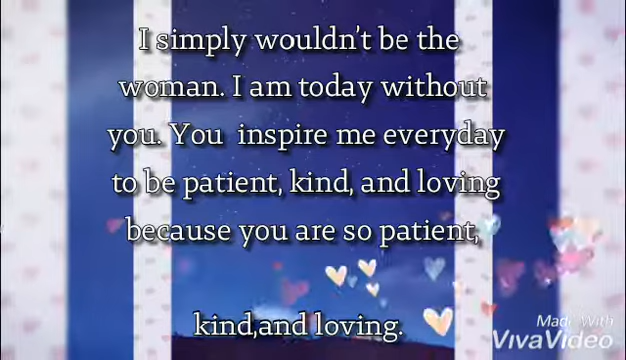 I simply wouldn't be the
woman. I am today without
you. You  inspire me everyday
to be patient, kind, and loving
because you are so patient,
kind,and loving.
Made With
VivaVideo